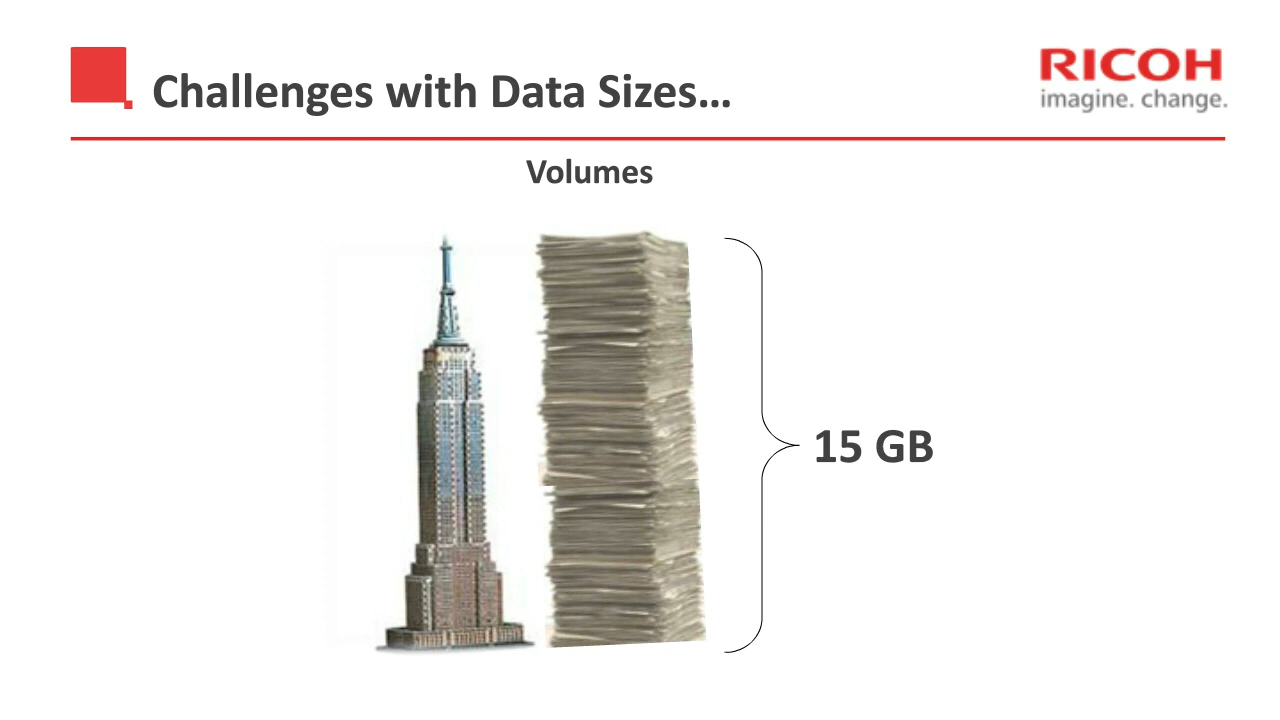 Challenges with Data Sizes…
RICOH
imagine. change.
Volumes
15 GB